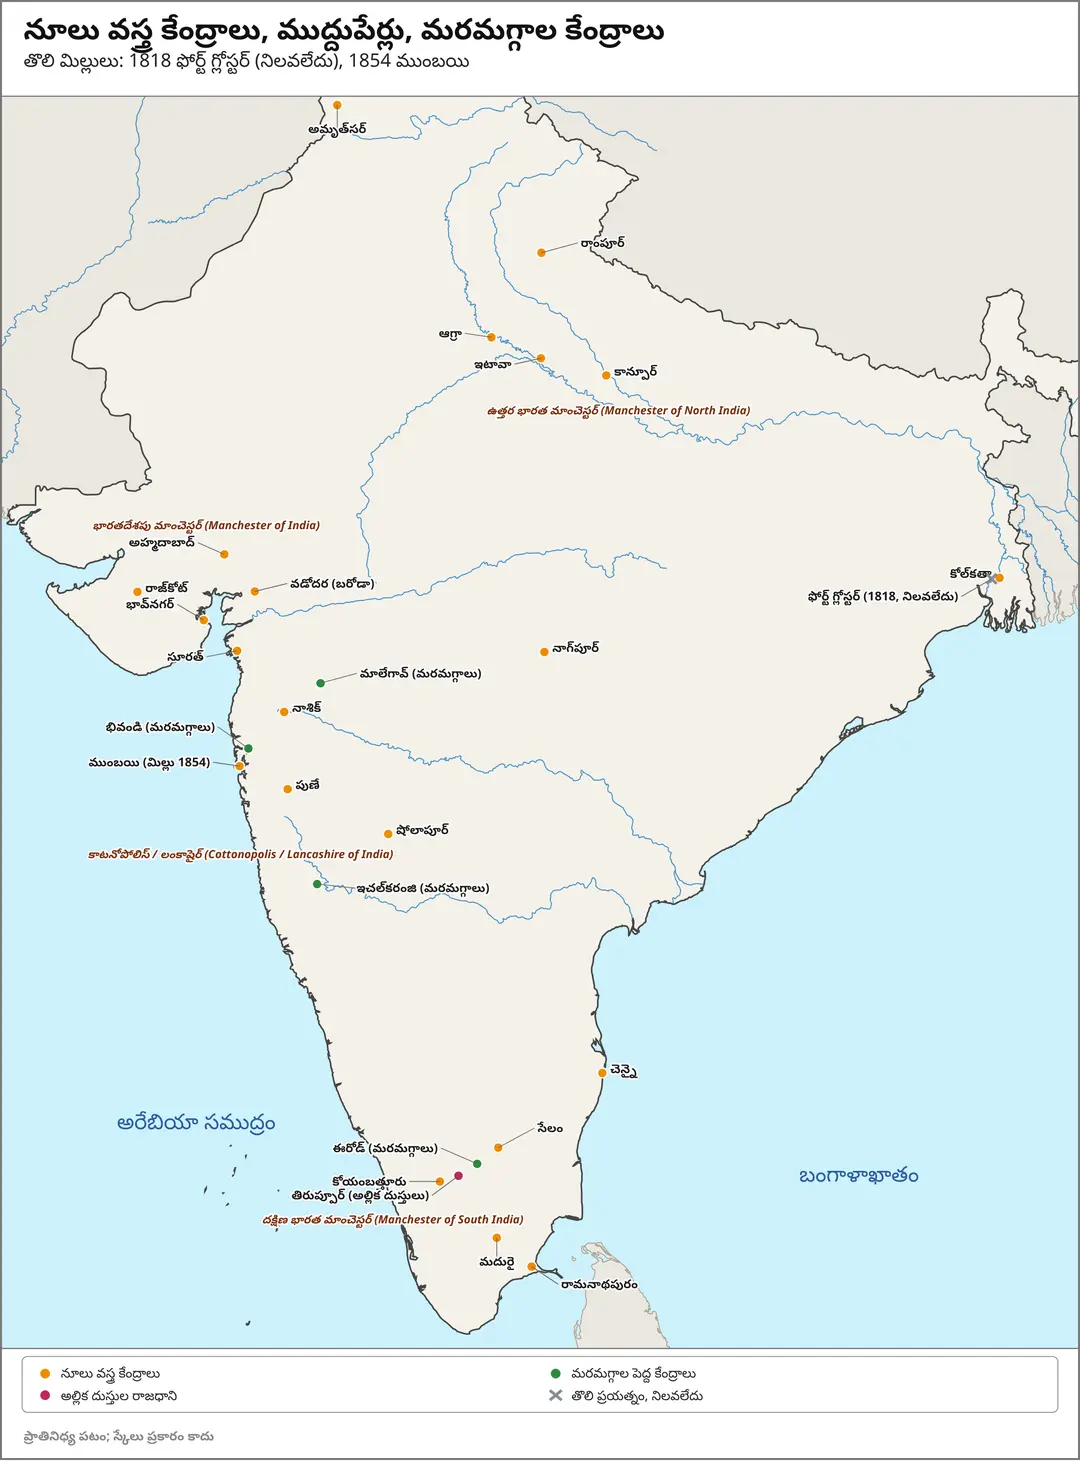 నూలు వస్త్ర కేంద్రాలు, ముద్దుపేర్లు, మరమగ్గాల కేంద్రాలు
తొలి మిల్లులు: 1818 ఫోర్ట్ గ్లోస్టర్ (నిలవలేదు), 1854 ముంబయి
అమృత్‌సర్
రాంపూర్
ఆగ్రా
ఇటావా
కాన్పూర్
ఉత్తర భారత మాంచెస్టర్ (Manchester of North India)
భారతదేశపు మాంచెస్టర్ (Manchester of India)
అహ్మదాబాద్
వడోదర (బరోడా)
రాజ్‌కోట్
భావ్‌నగర్
కోల్‌కతా
ఫోర్ట్ గ్లోస్టర్ (1818, నిలవలేదు)
సూరత్
నాగ్‌పూర్
మాలేగావ్ (మరమగ్గాలు)
నాశిక్
భివండి (మరమగ్గాలు)
ముంబయి (మిల్లు 1854)
పుణే
షోలాపూర్
కాటనోపోలిస్ / లంకాషైర్ (Cottonopolis / Lancashire of India)
ఇచల్‌కరంజి (మరమగ్గాలు)
చెన్నై
అరేబియా సముద్రం
సేలం
ఈరోడ్ (మరమగ్గాలు)
బంగాళాఖాతం
కోయంబత్తూరు
తిరుప్పూర్ (అల్లిక దుస్తులు)
దక్షిణ భారత మాంచెస్టర్ (Manchester of South India)
మదురై
రామనాథపురం
నూలు వస్త్ర కేంద్రాలు
మరమగ్గాల పెద్ద కేంద్రాలు
అల్లిక దుస్తుల రాజధాని
తొలి ప్రయత్నం, నిలవలేదు
ప్రాతినిధ్య పటం; స్కేలు ప్రకారం కాదు